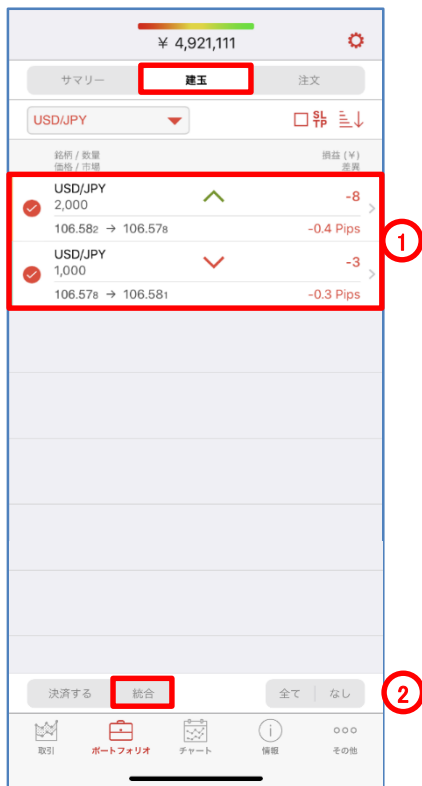 ¥ 4,921,111
サマリー 建玉 注文
USD/JPY SL TP
銘柄 / 数量 損益 (¥)
価格 / 市場 差異
USD/JPY
2,000 -8
106.582 → 106.578 -0.4 Pips
1
USD/JPY
1,000 -3
106.578 → 106.581 -0.3 Pips
決済する 統合 全て なし
2
取引 ポートフォリオ チャート 情報 その他